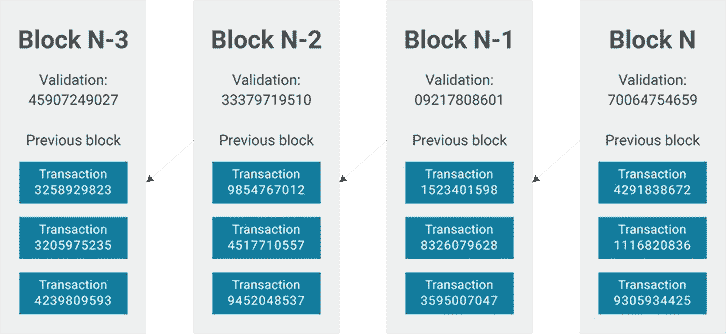 Block N-3
Validation:
45907249027
Previous block
Transaction
3258929823
Transaction
3205975235
Transaction
4239809593
Block N-2
Validation:
33379719510
Previous block
Transaction
9854767012
Transaction
4517710557
Transaction
9452048537
Block N-1
Validation:
09217808601
Previous block
Transaction
1523401598
Transaction
8326079628
Transaction
3595007047
Block N
Validation:
70064754659
Previous block
Transaction
4291838672
Transaction
1116820836
Transaction
9305934425